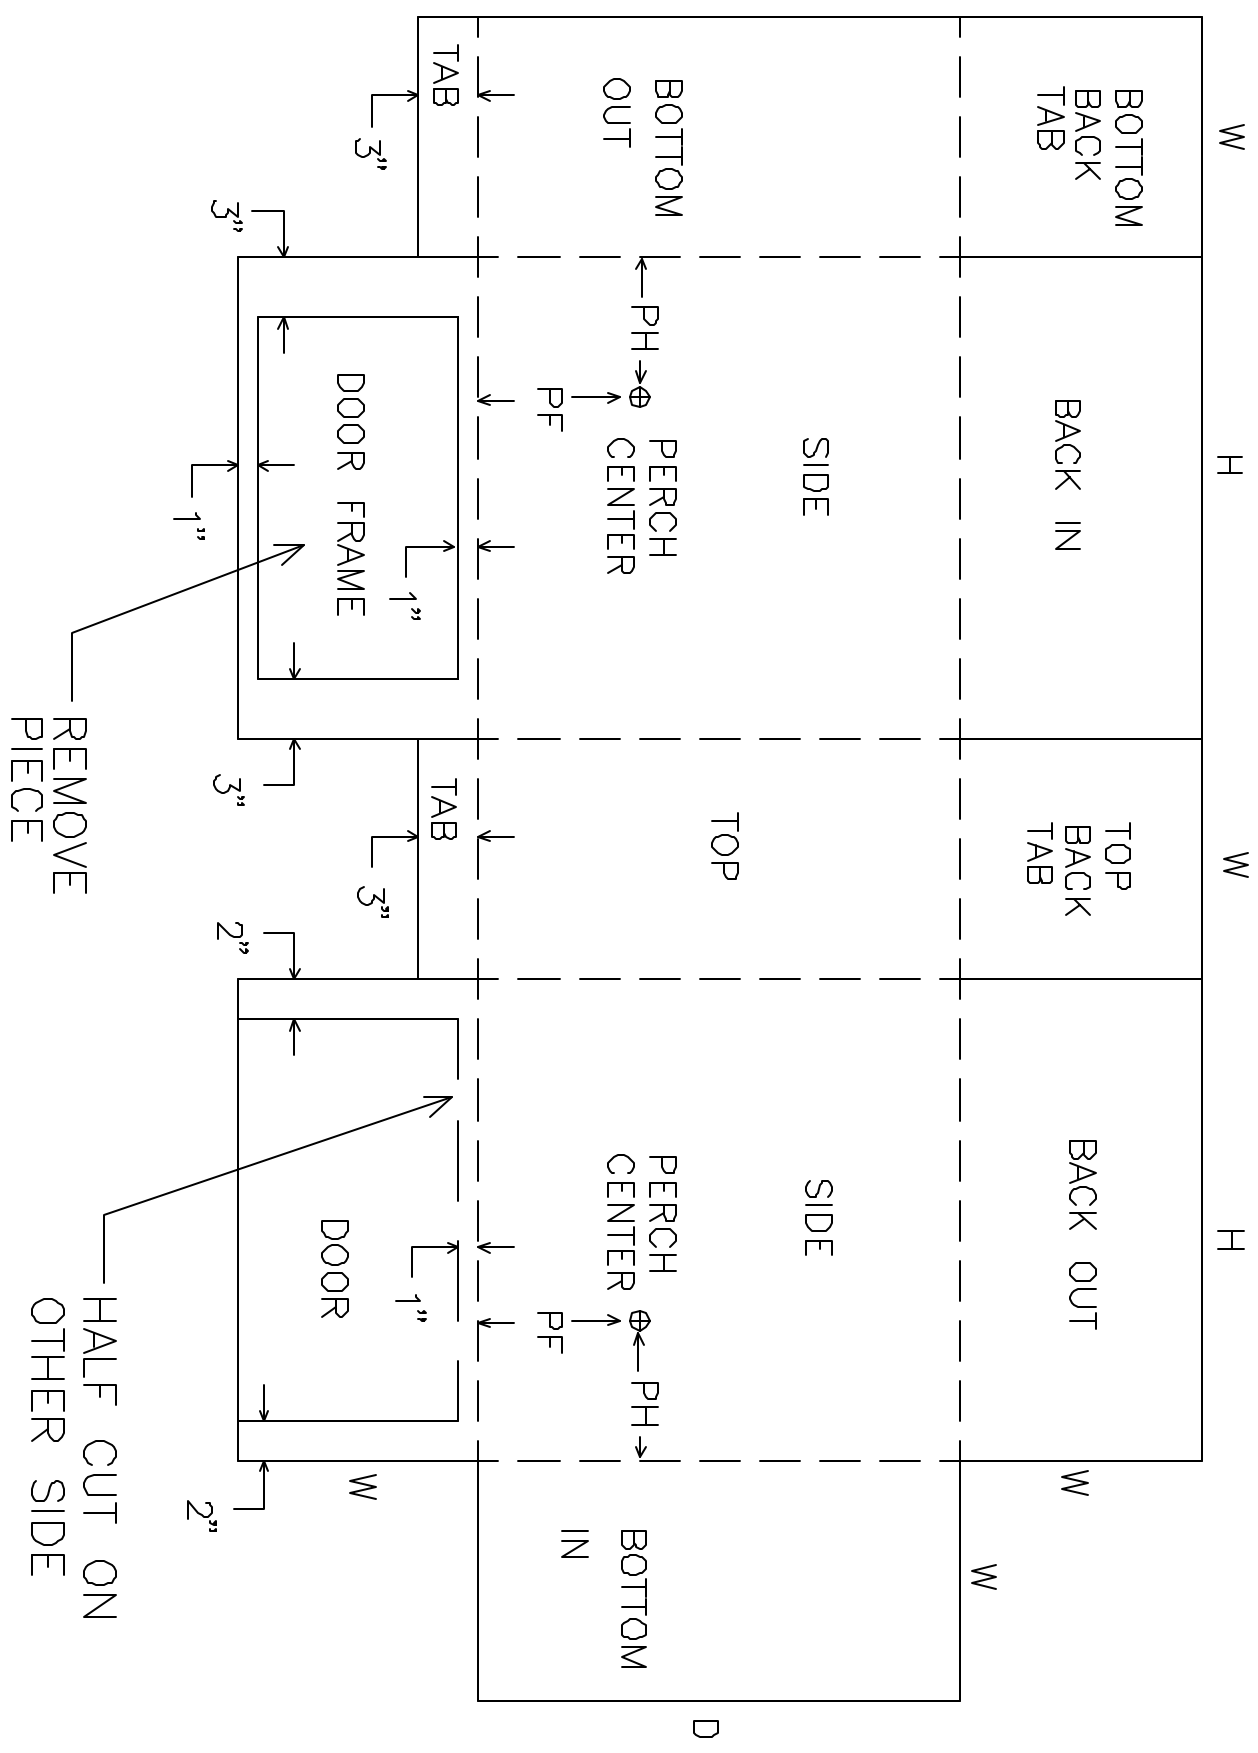 W
H
W
H
BOTTOM
BACK
TAB
BACK IN
TOP
BACK
TAB
BACK OUT
W
W
SIDE
TOP
SIDE
D
BOTTOM
OUT
PH
PERCH
CENTER
PF
PERCH
CENTER
PH
PF
BOTTOM
IN
TAB
3"
1"
TAB
3"
1"
DOOR FRAME
DOOR
W
3"
1"
3"
2"
2"
REMOVE
PIECE
HALF CUT ON
OTHER SIDE